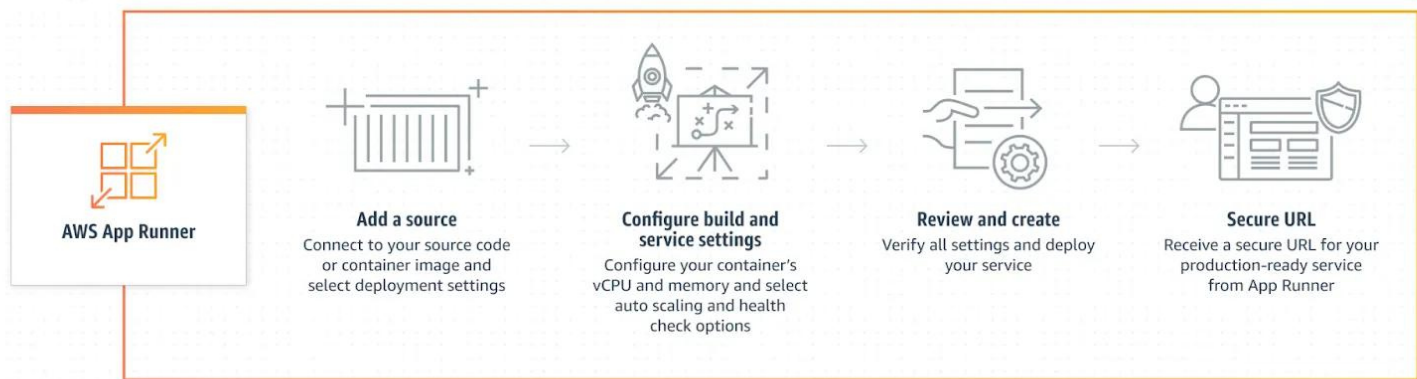 AWS App Runner
Add a source
Connect to your source code
or container image and
select deployment settings
Configure build and
service settings
Configure your container's
vCPU and memory and select
auto scaling and health
check options
Review and create
Verify all settings and deploy
your service
Secure URL
Receive a secure URL for your
production-ready service
from App Runner